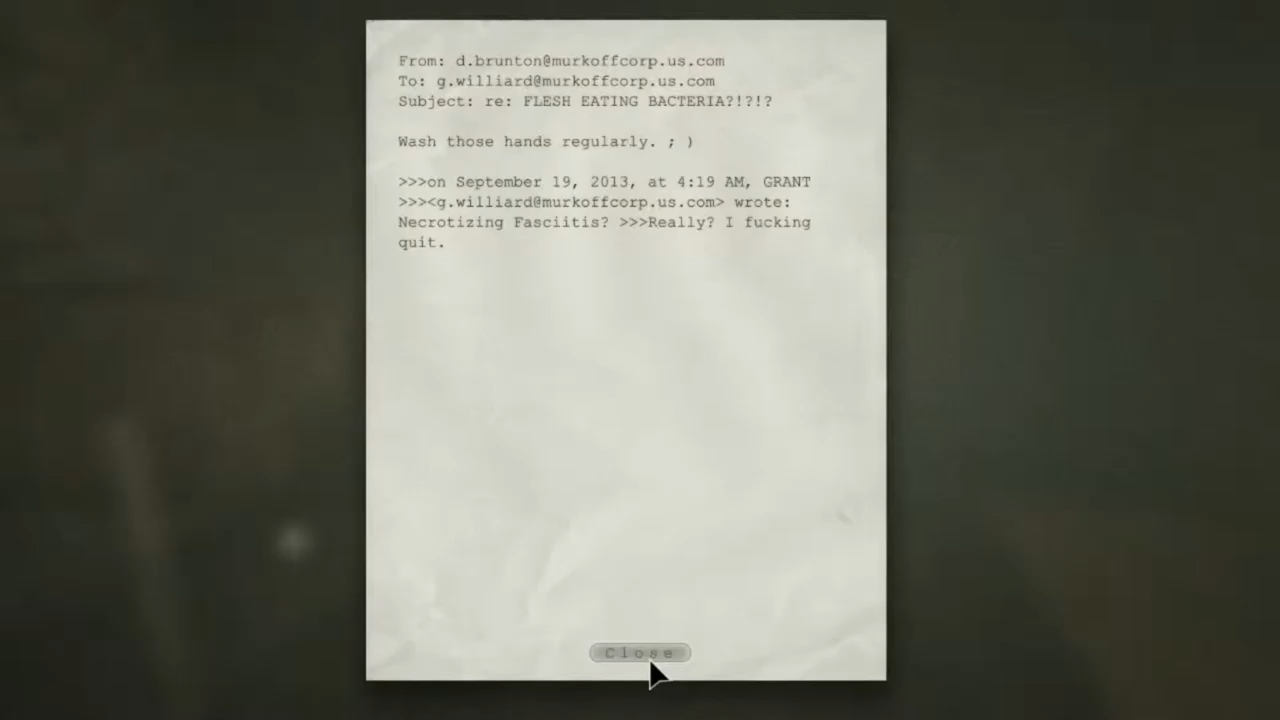 From: d.brunton@murkoffcorp.us.com
To: g.williard@murkoffcorp.us.com
Subject: re: FLESH EATING BACTERIA?!?!?
Wash those hands regularly. ; )
>>>on September 19, 2013, at 4:19 AM, GRANT
>>><g.williard@murkoffcorp.us.com> wrote:
Necrotizing Fasciitis? >>>Really? I fucking
quit.
Close